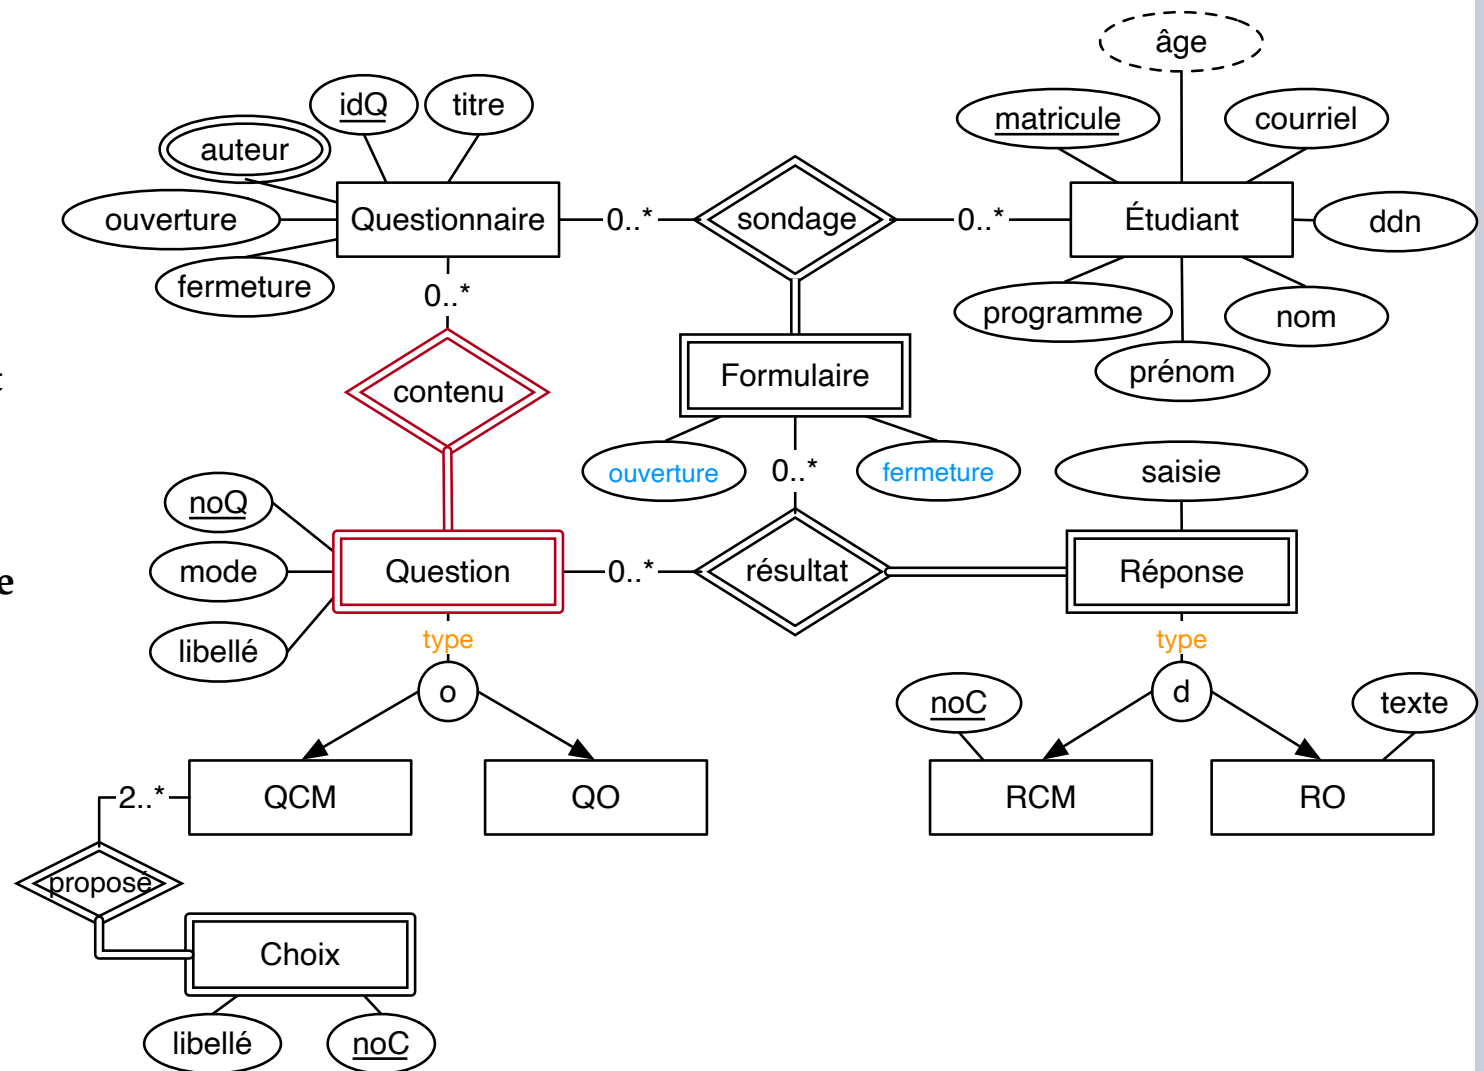 âge
idQ
titre
matricule
courriel
auteur
ouverture
Questionnaire
0..*
sondage
0..*
Étudiant
ddn
fermeture
0..*
programme
nom
prénom
contenu
Formulaire
t
ouverture
0..*
fermeture
saisie
noQ
mode
Question
0..*
résultat
Réponse
e
libellé
type
type
o
d
noC
texte
2..*
QCM
QO
RCM
RO
proposé
Choix
libellé
noC